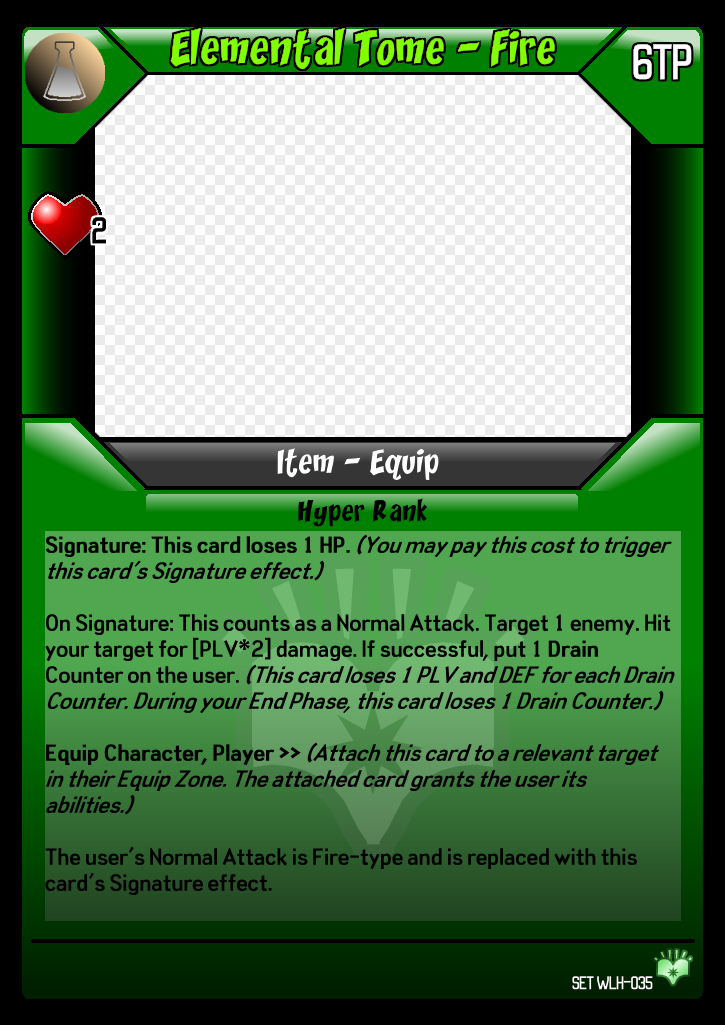 Elemental Tome - Fire
6TP
2
Item - Equip
Hyper Rank
Signature: This card loses 1 HP. (You may pay this cost to trigger
this card's Signature effect.)
On Signature: This counts as a Normal Attack. Target 1 enemy. Hit
your target for [PLV*2] damage. If successful, put 1 Drain
Counter on the user. (This card loses 1 PLV and DEF for each Drain
Counter. During your End Phase, this card loses 1 Drain Counter.)
Equip Character, Player >> (Attach this card to a relevant target
in their Equip Zone. The attached card grants the user its
abilities.)
The user's Normal Attack is Fire-type and is replaced with this
card's Signature effect.
SET WLH-035